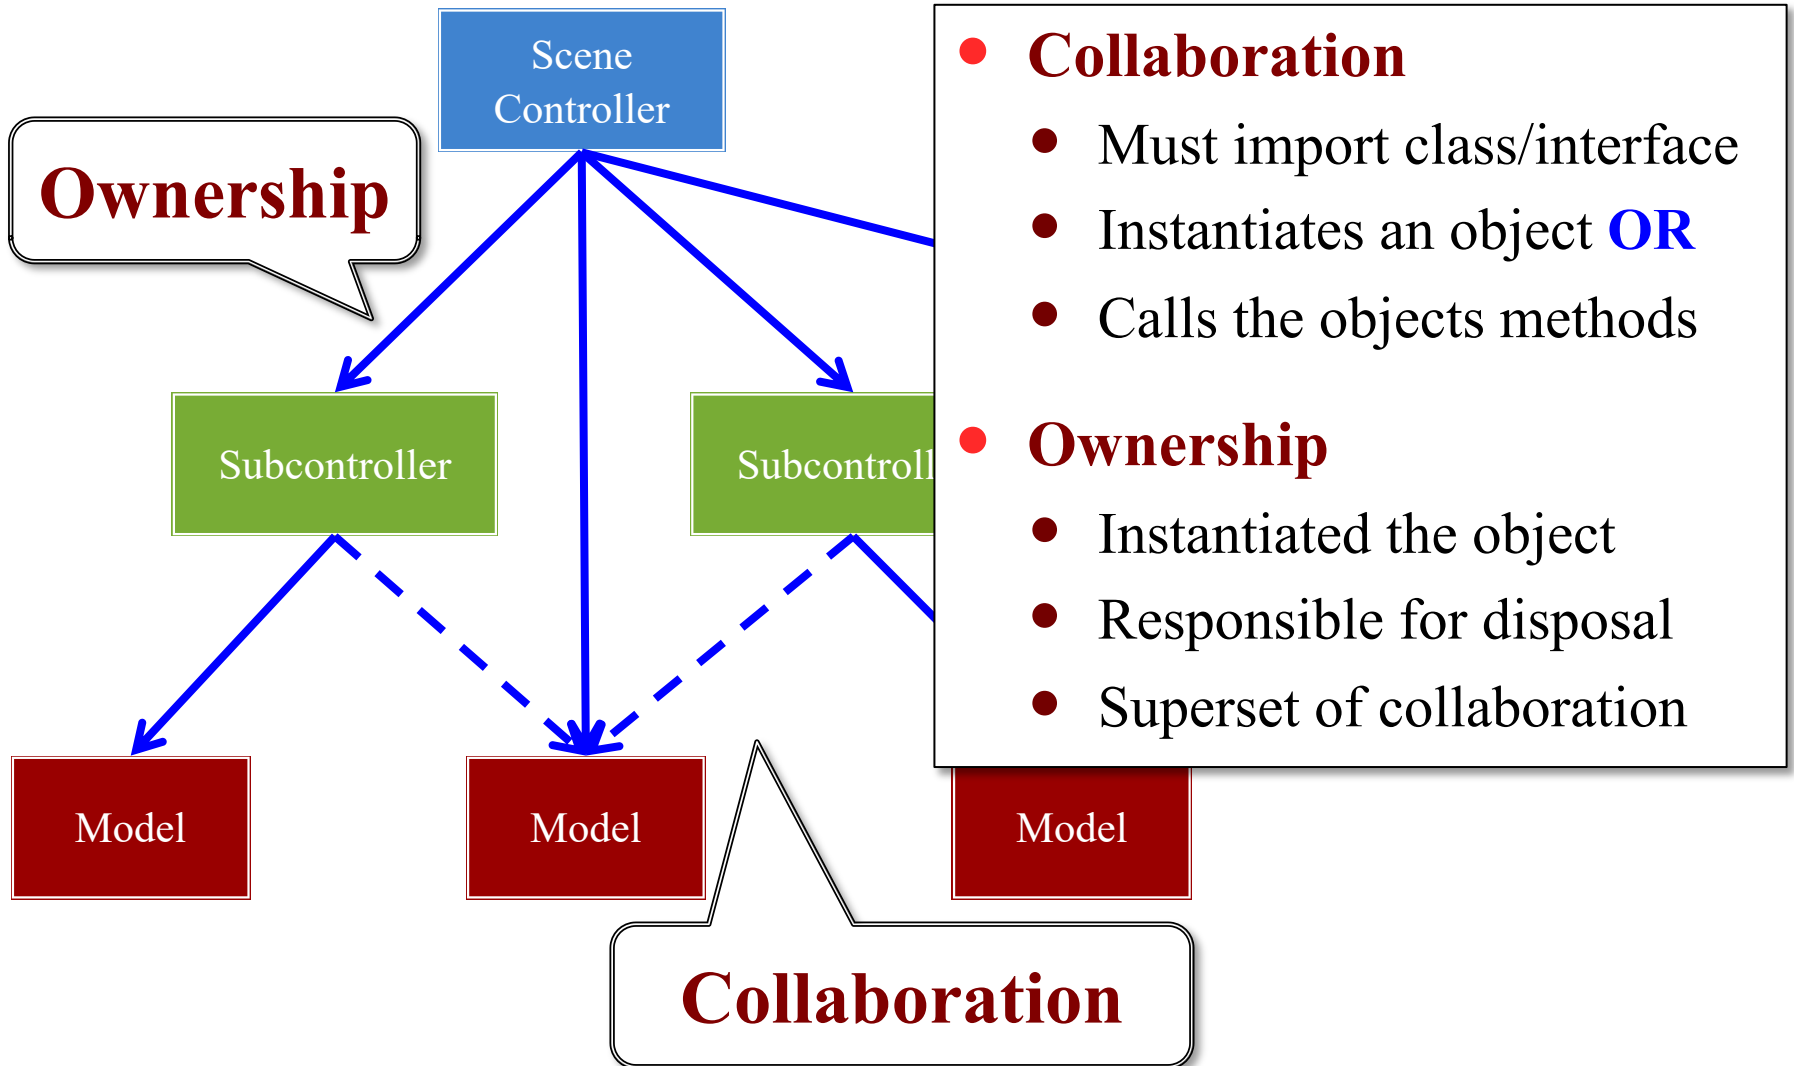 Scene
Controller
Ownership
Subcontroller
Subcontroll
Model
Model
Model
Collaboration
• Collaboration
• Must import class/interface
• Instantiates an object OR
• Calls the objects methods
• Ownership
• Instantiated the object
• Responsible for disposal
• Superset of collaboration